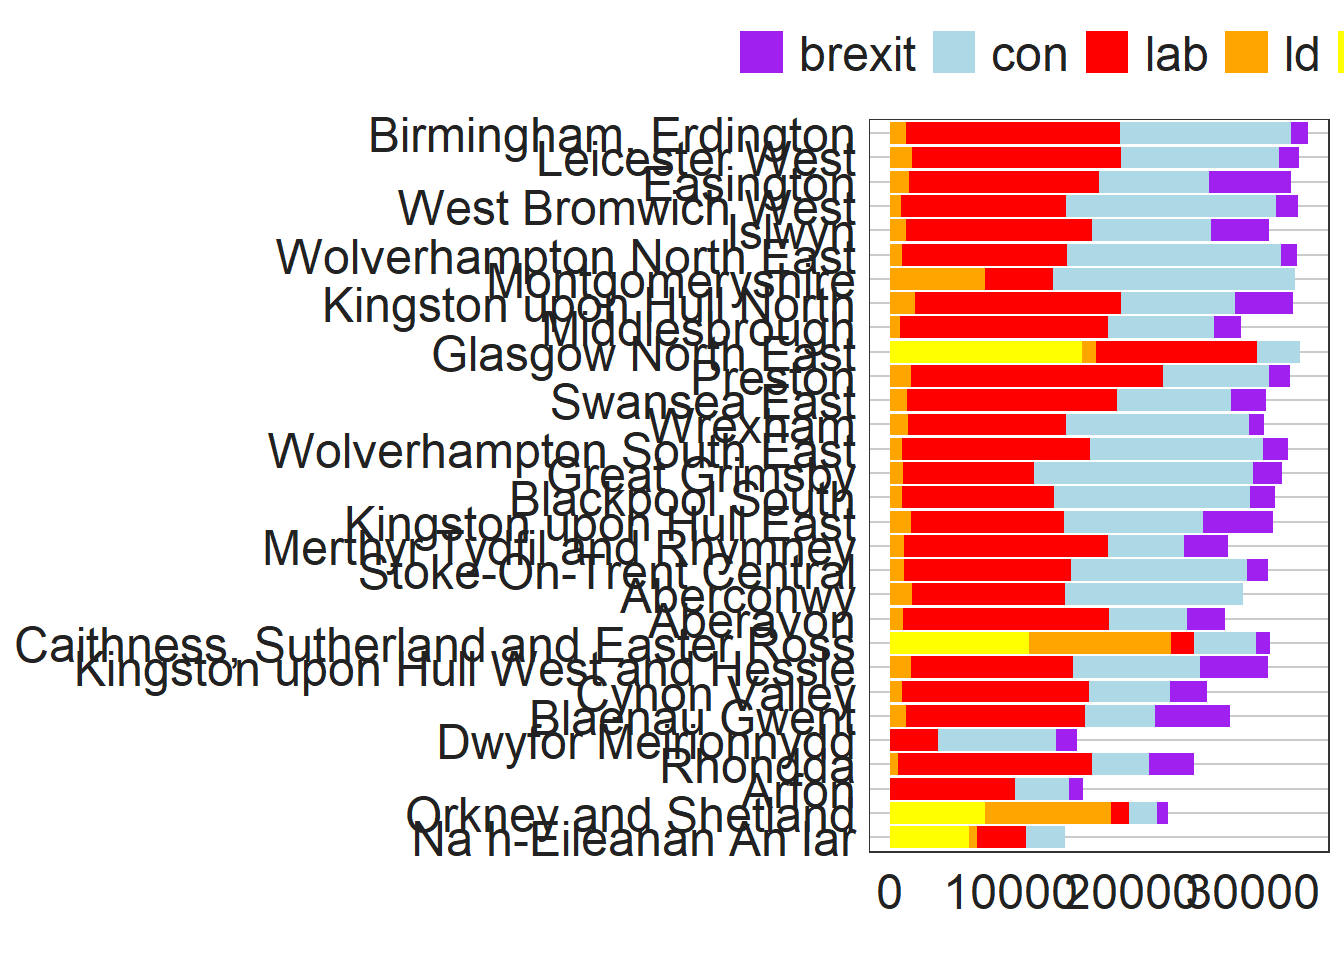 brexit con lab ld
Birmingham, Erdington
Leicester West
Easington
West Bromwich West
Islwyn
Wolverhampton North East
Montgomeryshire
Kingston upon Hull North
Middlesbrough
Glasgow North East
Preston
Swansea East
Wrexham
Wolverhampton South East
Great Grimsby
Blackpool South
Kingston upon Hull East
Merthyr Tydfil and Rhymney
Stoke-On-Trent Central
Aberconwy
Aberavon
Caithness, Sutherland and Easter Ross
Kingston upon Hull West and Hessle
Cynon Valley
Blaenau Gwent
Dwyfor Meirionnydd
Rhondda
Arfon
Orkney and Shetland
Na h-Eileanan An Iar
0 10000 20000 30000